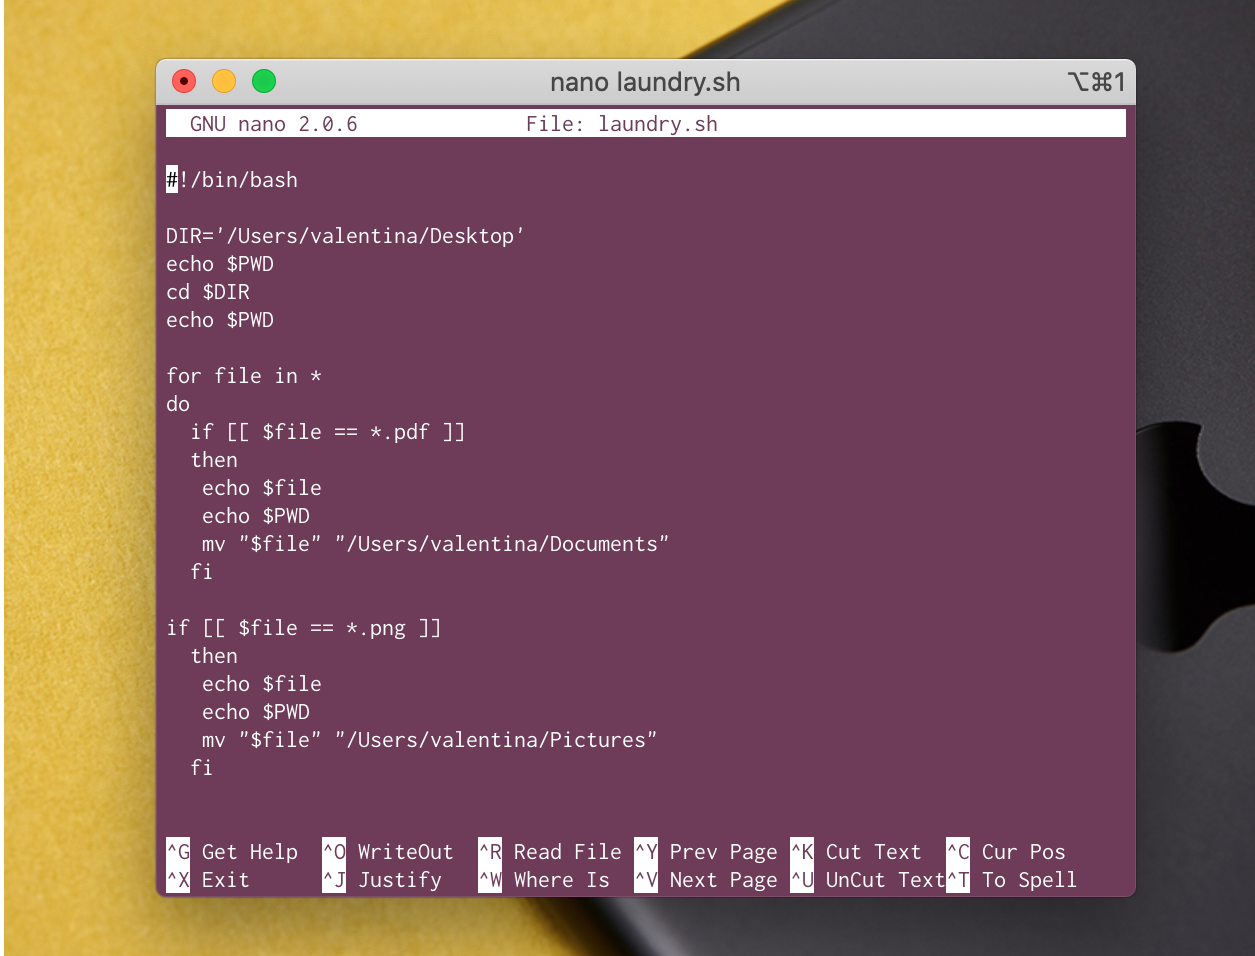 nano laundry.sh ⌥⌘1
GNU nano 2.0.6 File: laundry.sh
#!/bin/bash
DIR='/Users/valentina/Desktop'
echo $PWD
cd $DIR
echo $PWD
for file in *
do
if [[ $file == *.pdf ]]
then
echo $file
echo $PWD
mv "$file" "/Users/valentina/Documents"
fi
if [[ $file == *.png ]]
then
echo $file
echo $PWD
mv "$file" "/Users/valentina/Pictures"
fi
^G Get Help ^O WriteOut ^R Read File ^Y Prev Page ^K Cut Text ^C Cur Pos
^X Exit ^J Justify ^W Where Is ^V Next Page ^U UnCut Text ^T To Spell